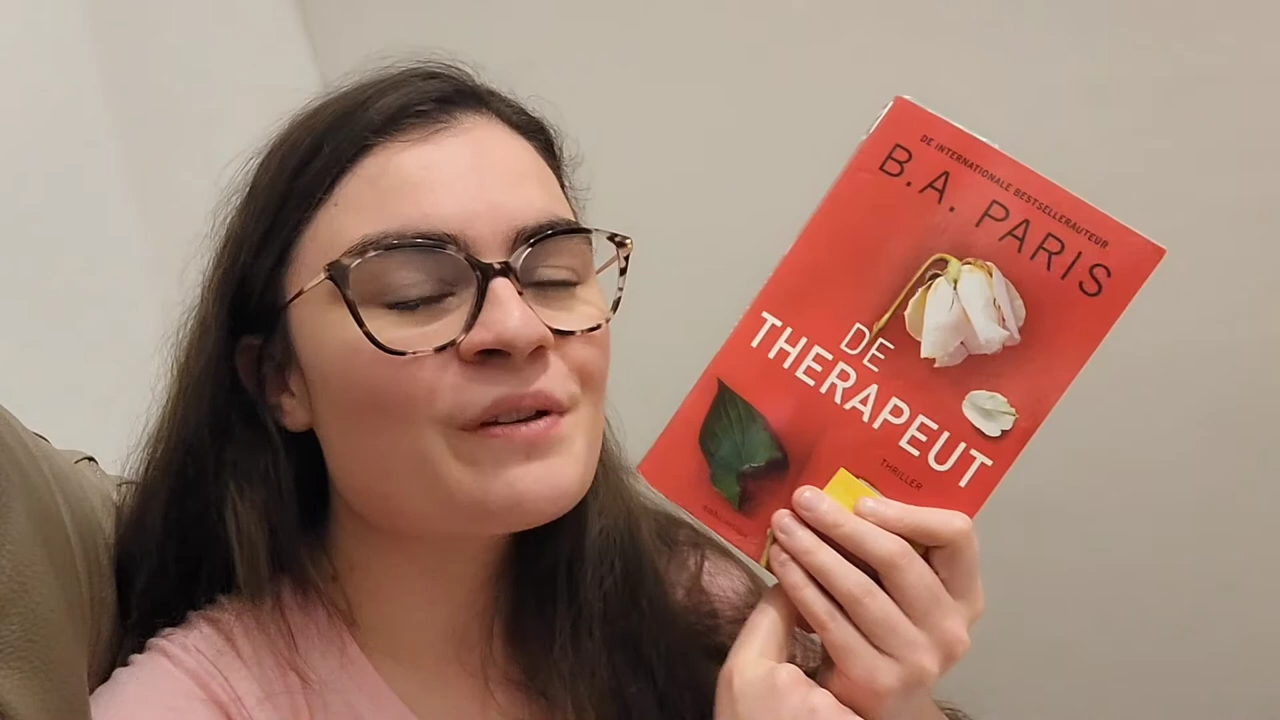 DE INTERNATIONALE BESTSELLERAUTEUR
B.A. PARIS
DE
THERAPEUT
THRILLER